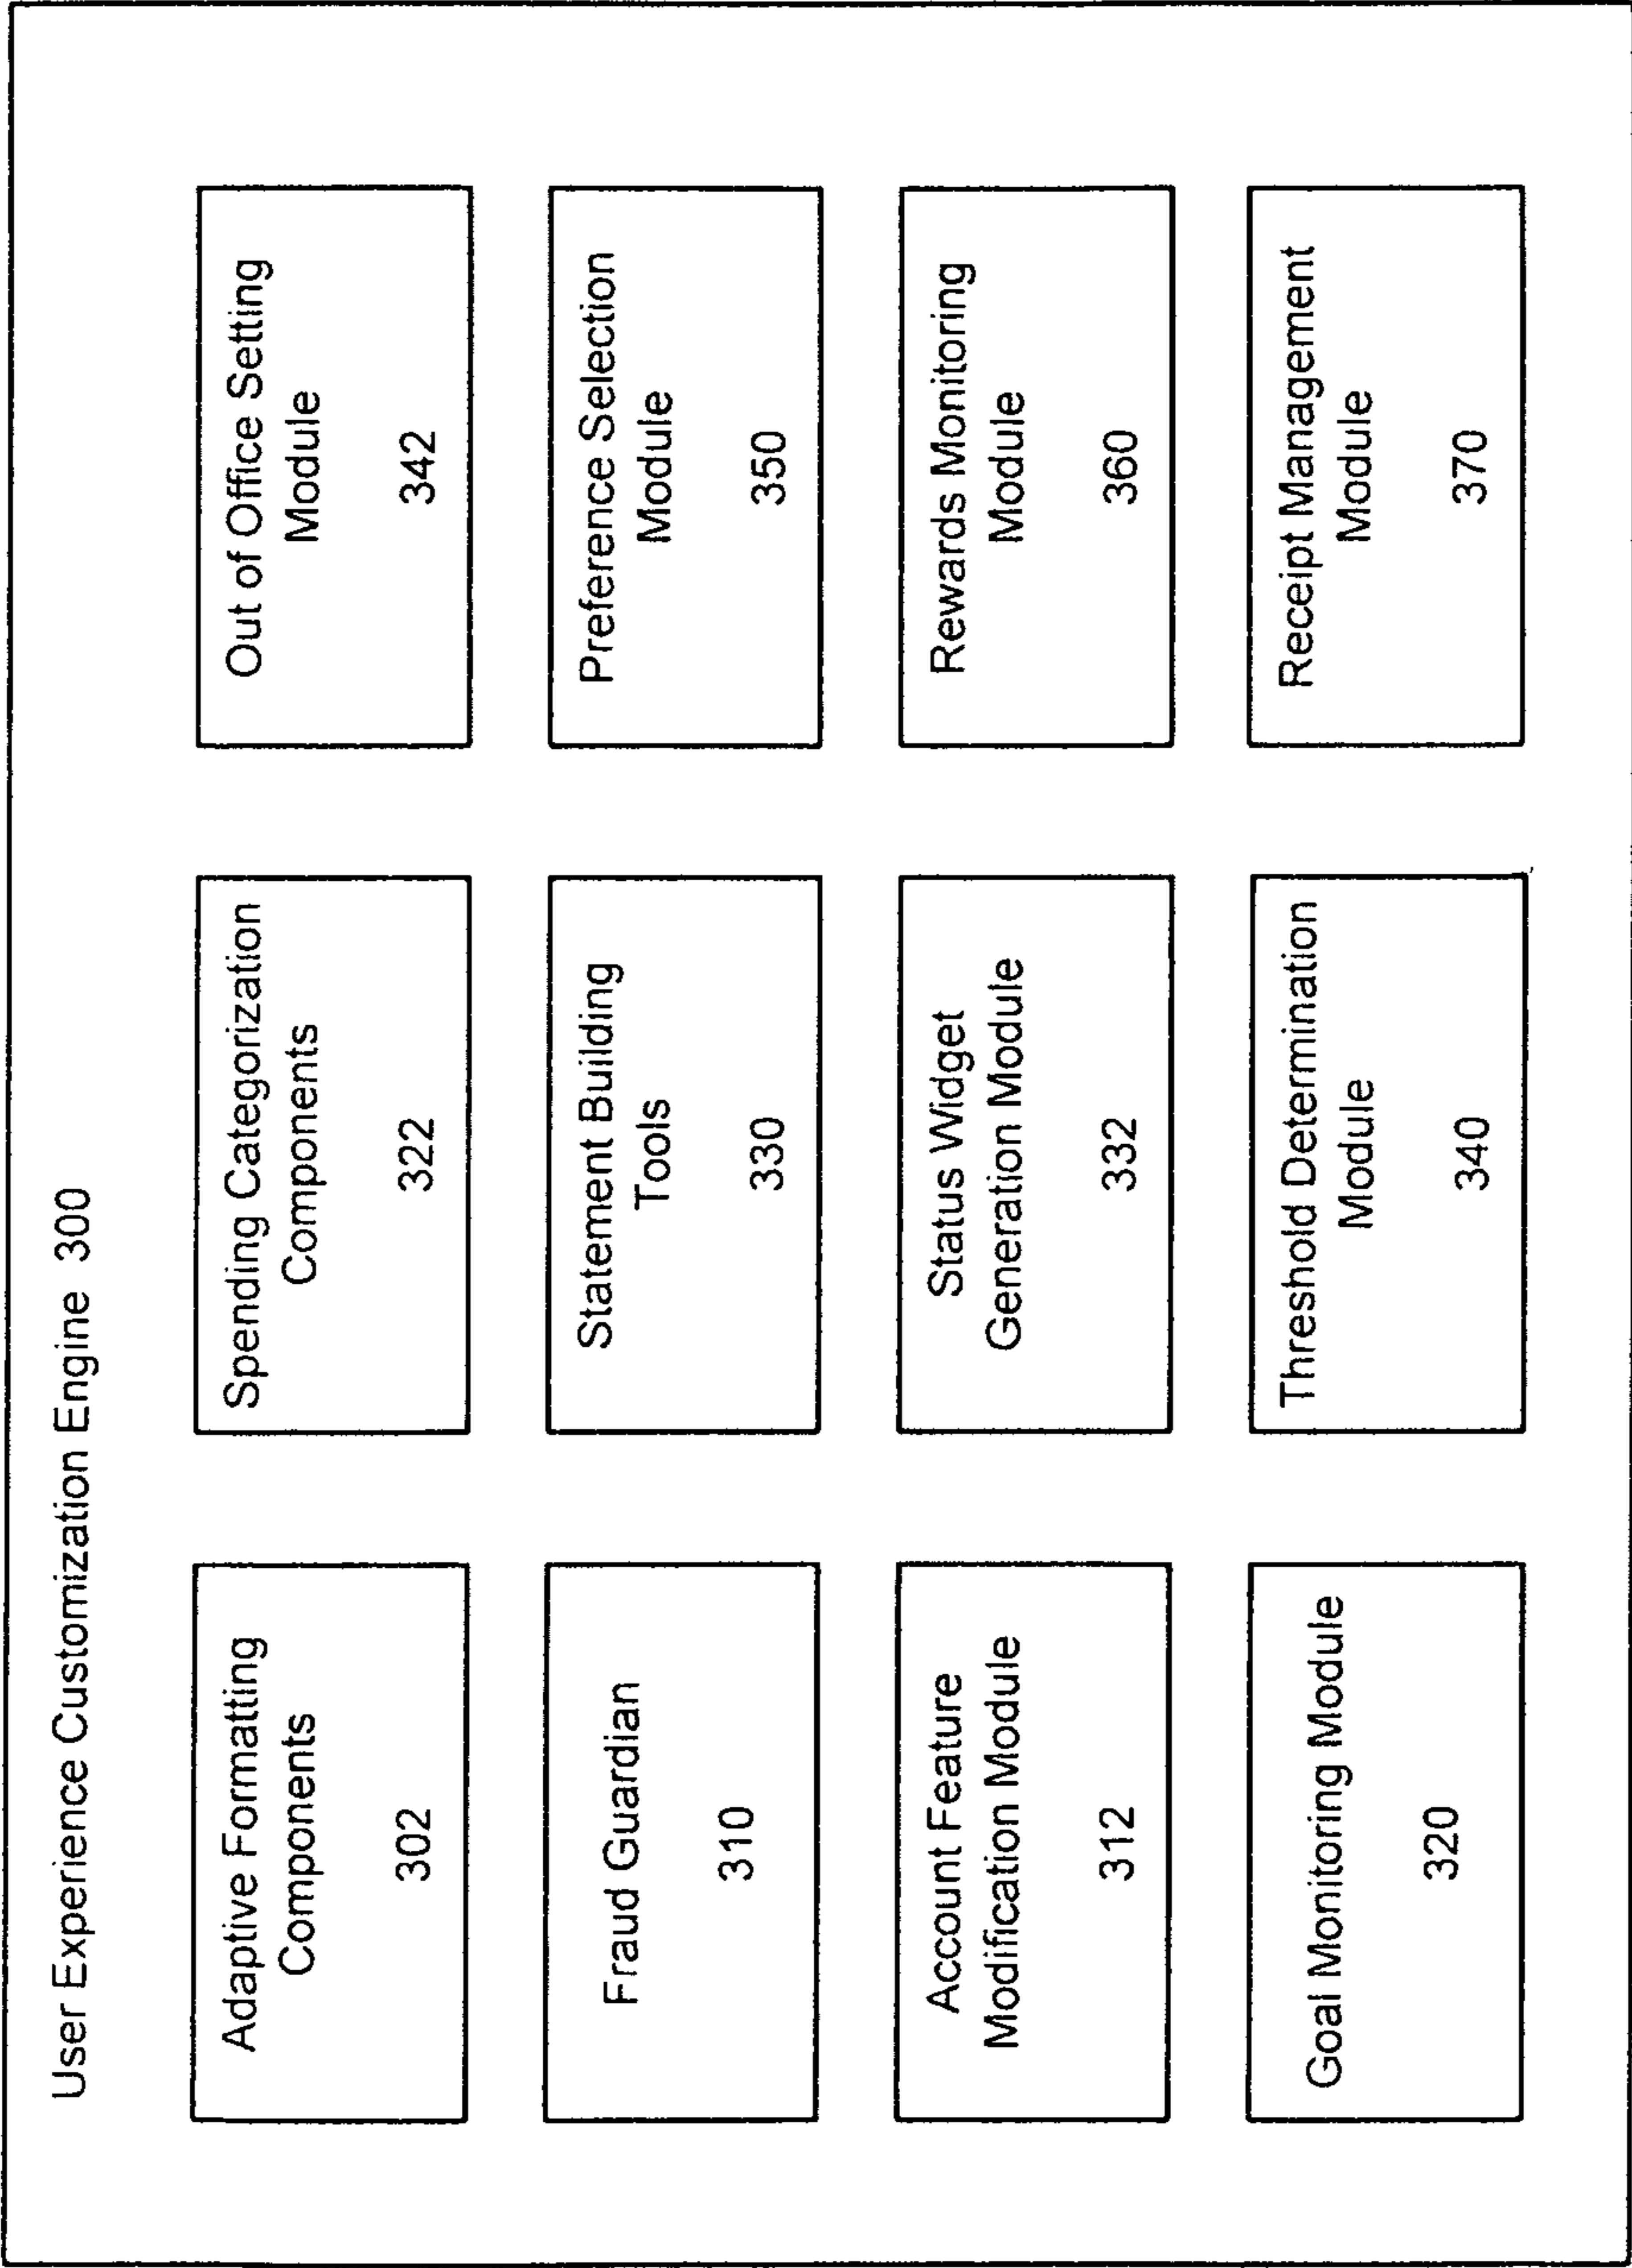 User Experience Customization Engine 300
Adaptive Formatting
Components
302
Fraud Guardian
310
Account Feature
Modification Module
312
Goal Monitoring Module
320
Spending Categorization
Components
322
Statement Building
Tools
330
Status Widget
Generation Module
332
Threshold Determination
Module
340
Out of Office Setting
Module
342
Preference Selection
Module
350
Rewards Monitoring
Module
360
Receipt Management
Module
370